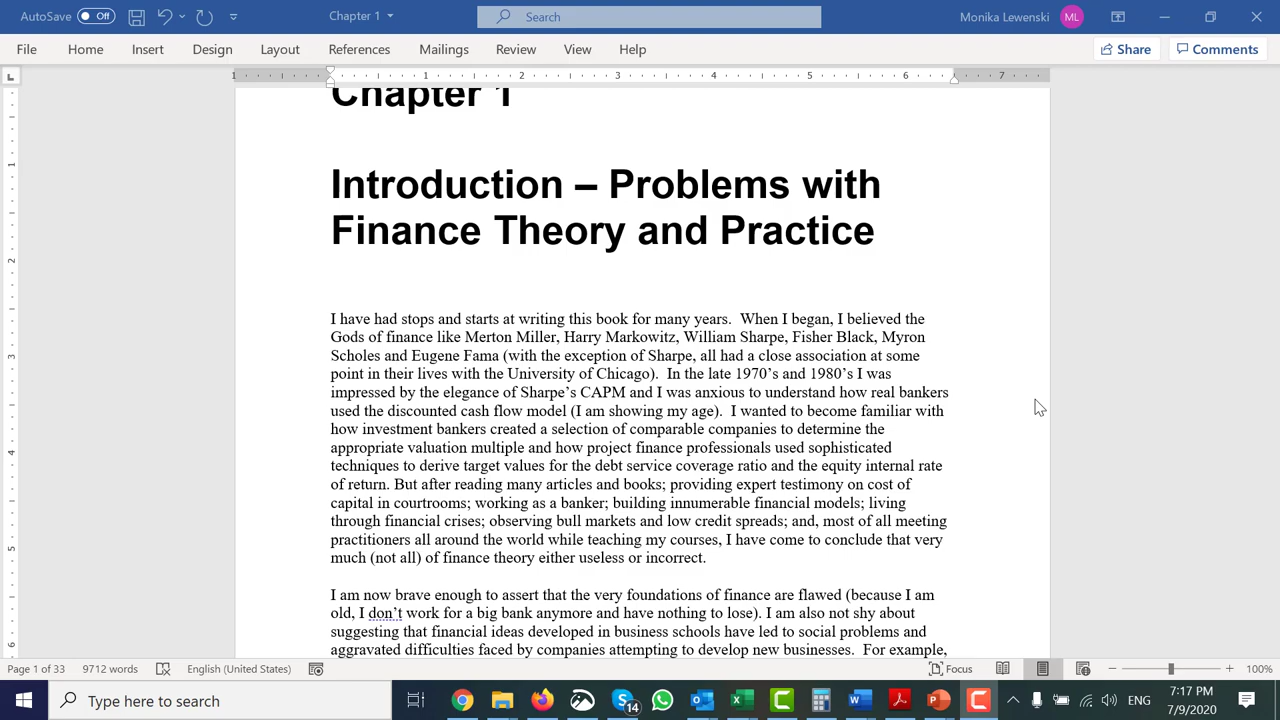 AutoSave Off Chapter 1 Search Monika Lewenski ML
File Home Insert Design Layout References Mailings Review View Help Share Comments
1 1 2 3 4 5 6 7
Chapter 1
Introduction – Problems with
Finance Theory and Practice
I have had stops and starts at writing this book for many years.  When I began, I believed the
Gods of finance like Merton Miller, Harry Markowitz, William Sharpe, Fisher Black, Myron
Scholes and Eugene Fama (with the exception of Sharpe, all had a close association at some
point in their lives with the University of Chicago).  In the late 1970’s and 1980’s I was
impressed by the elegance of Sharpe’s CAPM and I was anxious to understand how real bankers
used the discounted cash flow model (I am showing my age).  I wanted to become familiar with
how investment bankers created a selection of comparable companies to determine the
appropriate valuation multiple and how project finance professionals used sophisticated
techniques to derive target values for the debt service coverage ratio and the equity internal rate
of return. But after reading many articles and books; providing expert testimony on cost of
capital in courtrooms; working as a banker; building innumerable financial models; living
through financial crises; observing bull markets and low credit spreads; and, most of all meeting
practitioners all around the world while teaching my courses, I have come to conclude that very
much (not all) of finance theory either useless or incorrect.
I am now brave enough to assert that the very foundations of finance are flawed (because I am
old, I don’t work for a big bank anymore and have nothing to lose). I am also not shy about
suggesting that financial ideas developed in business schools have led to social problems and
aggravated difficulties faced by companies attempting to develop new businesses.  For example,
1
2
3
4
5
6
Page 1 of 33 9712 words English (United States) Focus 100%
Type here to search 14 ENG 7:17 PM
7/9/2020